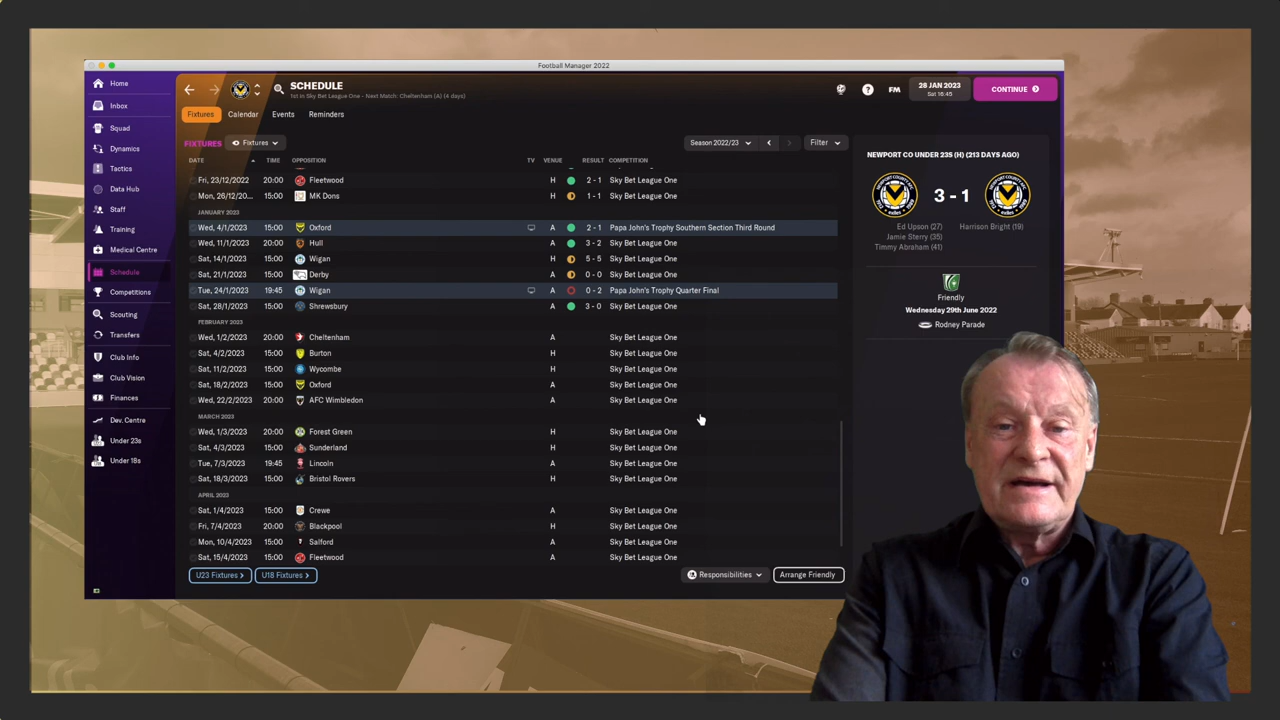 Football Manager 2022
Home
Inbox
Squad
Dynamics
Tactics
Data Hub
Staff
Training
Medical Centre
Schedule
Competitions
Scouting
Transfers
Club Info
Club Vision
Finances
Dev. Centre
Under 23s
Under 18s
SCHEDULE
1st in Sky Bet League One - Next Match: Cheltenham (A) (4 days)
FM
28 JAN 2023
Sat 16:45
CONTINUE
Fixtures Calendar Events Reminders
FIXTURES Fixtures Season 2022/23 Filter
DATE TIME OPPOSITION TV VENUE RESULT COMPETITION
Fri, 23/12/2022 20:00 Fleetwood H 2 - 1 Sky Bet League One
Mon, 26/12/20... 15:00 MK Dons H 1 - 1 Sky Bet League One
JANUARY 2023
Wed, 4/1/2023 15:00 Oxford A 2 - 1 Papa John's Trophy Southern Section Third Round
Wed, 11/1/2023 20:00 Hull A 3 - 2 Sky Bet League One
Sat, 14/1/2023 15:00 Wigan H 5 - 5 Sky Bet League One
Sat, 21/1/2023 15:00 Derby A 0 - 0 Sky Bet League One
Tue, 24/1/2023 19:45 Wigan A 0 - 2 Papa John's Trophy Quarter Final
Sat, 28/1/2023 15:00 Shrewsbury A 3 - 0 Sky Bet League One
FEBRUARY 2023
Wed, 1/2/2023 15:00 Cheltenham A Sky Bet League One
Sat, 4/2/2023 15:00 Burton H Sky Bet League One
Sat, 11/2/2023 15:00 Wycombe H Sky Bet League One
Sat, 18/2/2023 15:00 Oxford A Sky Bet League One
Wed, 22/2/2023 20:00 AFC Wimbledon A Sky Bet League One
MARCH 2023
Wed, 1/3/2023 20:00 Forest Green H Sky Bet League One
Sat, 4/3/2023 15:00 Sunderland H Sky Bet League One
Tue, 7/3/2023 19:45 Lincoln A Sky Bet League One
Sat, 18/3/2023 15:00 Bristol Rovers H Sky Bet League One
APRIL 2023
Sat, 1/4/2023 15:00 Crewe A Sky Bet League One
Fri, 7/4/2023 20:00 Blackpool H Sky Bet League One
Mon, 10/4/2023 15:00 Salford A Sky Bet League One
Sat, 15/4/2023 15:00 Fleetwood A Sky Bet League One
U23 Fixtures > U18 Fixtures > Responsibilities Arrange Friendly
NEWPORT CO UNDER 23S (H) (213 DAYS AGO)
3 - 1
Ed Upson (27) Harrison Bright (19)
Jamie Sterry (35)
Timmy Abraham (41)
Friendly
Wednesday 29th June 2022
Rodney Parade